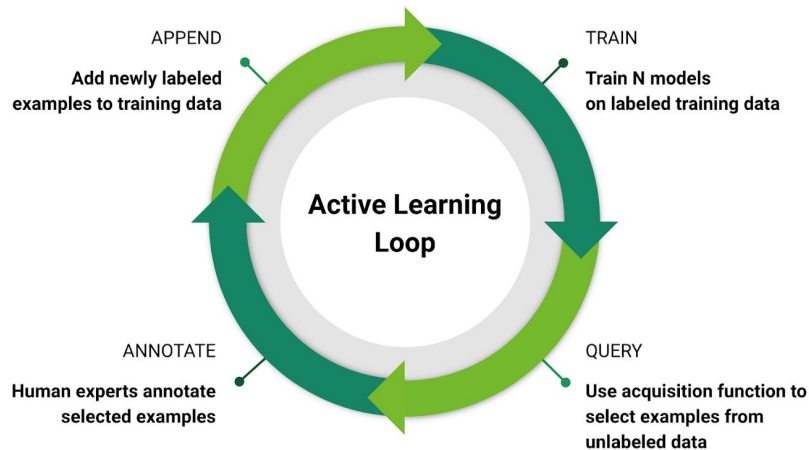 APPEND
Add newly labeled
examples to training data
TRAIN
Train N models
on labeled training data
Active Learning
Loop
ANNOTATE
Human experts annotate
selected examples
QUERY
Use acquisition function to
select examples from
unlabeled data